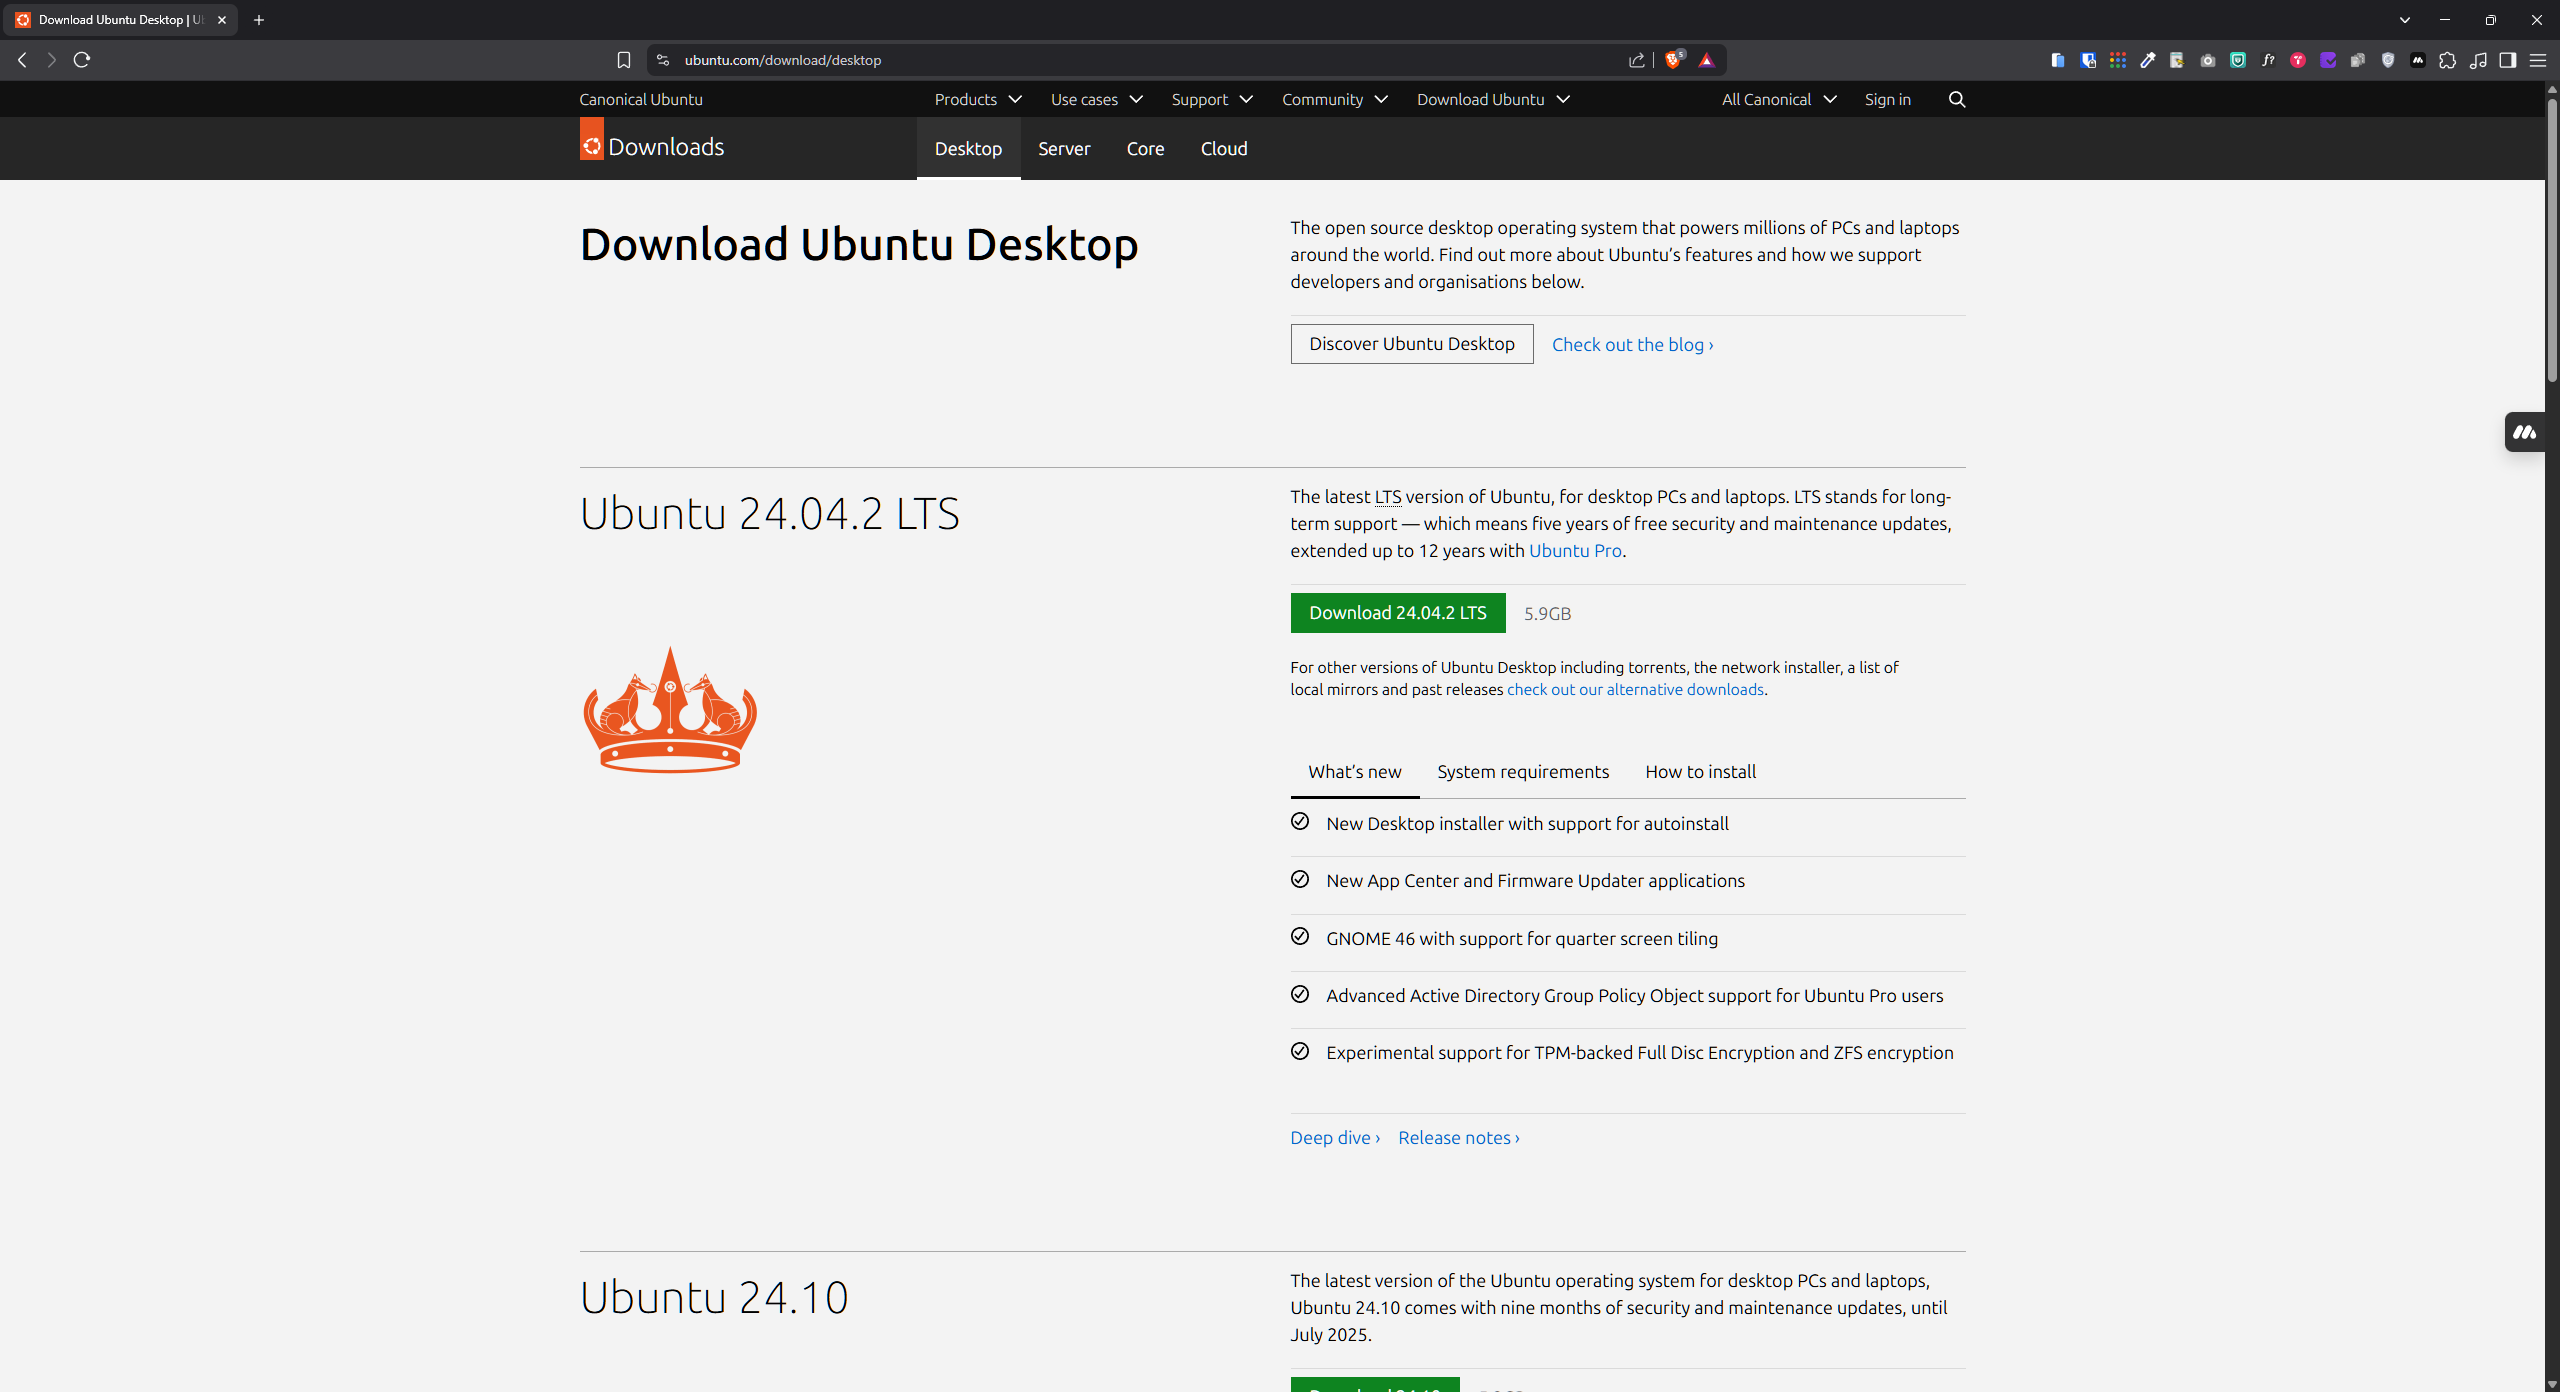 Download Ubuntu Desktop | U
ubuntu.com/download/desktop
5
Canonical Ubuntu
Products
Use cases
Support
Community
Download Ubuntu
All Canonical
Sign in
Downloads
Desktop
Server
Core
Cloud
Download Ubuntu Desktop
The open source desktop operating system that powers millions of PCs and laptops
around the world. Find out more about Ubuntu’s features and how we support
developers and organisations below.
Discover Ubuntu Desktop
Check out the blog ›
Ubuntu 24.04.2 LTS
The latest LTS version of Ubuntu, for desktop PCs and laptops. LTS stands for long-
term support — which means five years of free security and maintenance updates,
extended up to 12 years with Ubuntu Pro.
Download 24.04.2 LTS
5.9GB
For other versions of Ubuntu Desktop including torrents, the network installer, a list of
local mirrors and past releases check out our alternative downloads.
What’s new
System requirements
How to install
New Desktop installer with support for autoinstall
New App Center and Firmware Updater applications
GNOME 46 with support for quarter screen tiling
Advanced Active Directory Group Policy Object support for Ubuntu Pro users
Experimental support for TPM-backed Full Disc Encryption and ZFS encryption
Deep dive ›
Release notes ›
Ubuntu 24.10
The latest version of the Ubuntu operating system for desktop PCs and laptops,
Ubuntu 24.10 comes with nine months of security and maintenance updates, until
July 2025.